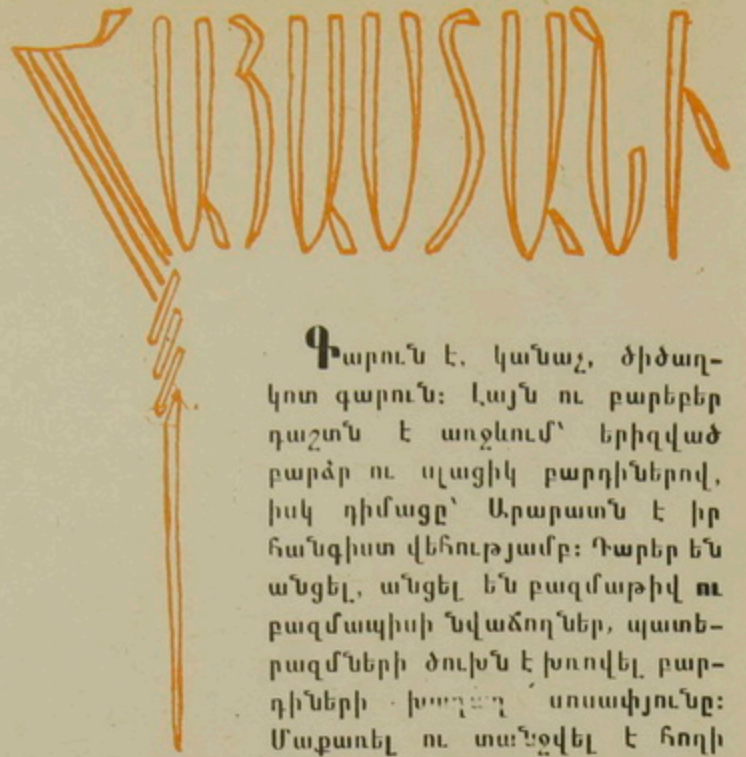 ՀԱՅԱՍՏԱՆԻ
Գարուն է, կանաչ, ծիծաղ-
կոտ գարուն։ Լայն ու բարեբեր
դաշտն է առջևում՝ երիզված
բարձր ու սլացիկ բարդիներով,
իսկ դիմացը՝ Արարատն է իր
հանգիստ վեհությամբ։ Դարեր են
անցել, անցել են բազմաթիվ ու
բազմապիսի նվաճողներ, պատե-
րազմների ծուխն է խռովել բար-
դիների սոսափյունը։
Մաքառել ու տանջվել է հողի